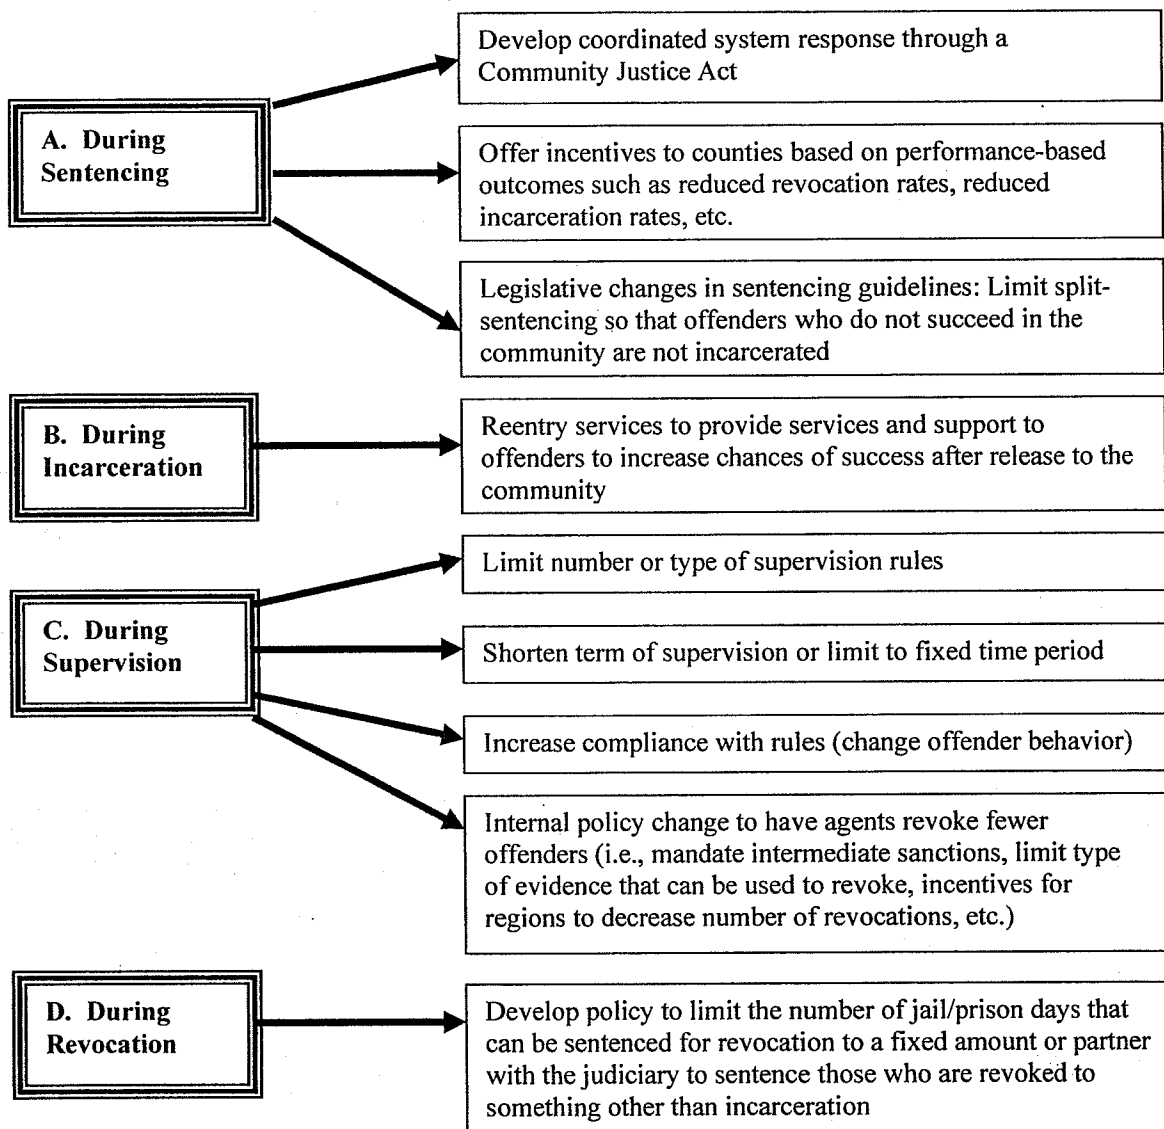 A. During
Sentencing
Develop coordinated system response through a
Community Justice Act
Offer incentives to counties based on performance-based
outcomes such as reduced revocation rates, reduced
incarceration rates, etc.
Legislative changes in sentencing guidelines: Limit split-
sentencing so that offenders who do not succeed in the
community are not incarcerated
B. During
Incarceration
Reentry services to provide services and support to
offenders to increase chances of success after release to the
community
C. During
Supervision
Limit number or type of supervision rules
Shorten term of supervision or limit to fixed time period
Increase compliance with rules (change offender behavior)
Internal policy change to have agents revoke fewer
offenders (i.e., mandate intermediate sanctions, limit type
of evidence that can be used to revoke, incentives for
regions to decrease number of revocations, etc.)
D. During
Revocation
Develop policy to limit the number of jail/prison days that
can be sentenced for revocation to a fixed amount or partner
with the judiciary to sentence those who are revoked to
something other than incarceration